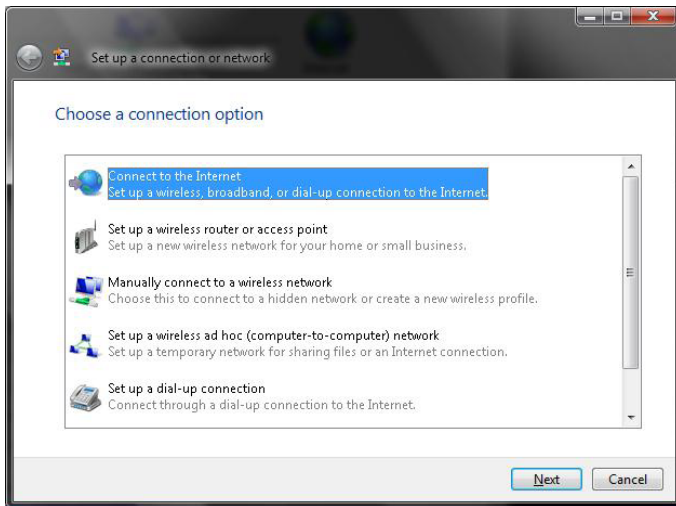 Set up a connection or network
Choose a connection option
Connect to the Internet
Set up a wireless, broadband, or dial-up connection to the Internet.
Set up a wireless router or access point
Set up a new wireless network for your home or small business.
Manually connect to a wireless network
Choose this to connect to a hidden network or create a new wireless profile.
Set up a wireless ad hoc (computer-to-computer) network
Set up a temporary network for sharing files or an Internet connection.
Set up a dial-up connection
Connect through a dial-up connection to the Internet.
Next Cancel